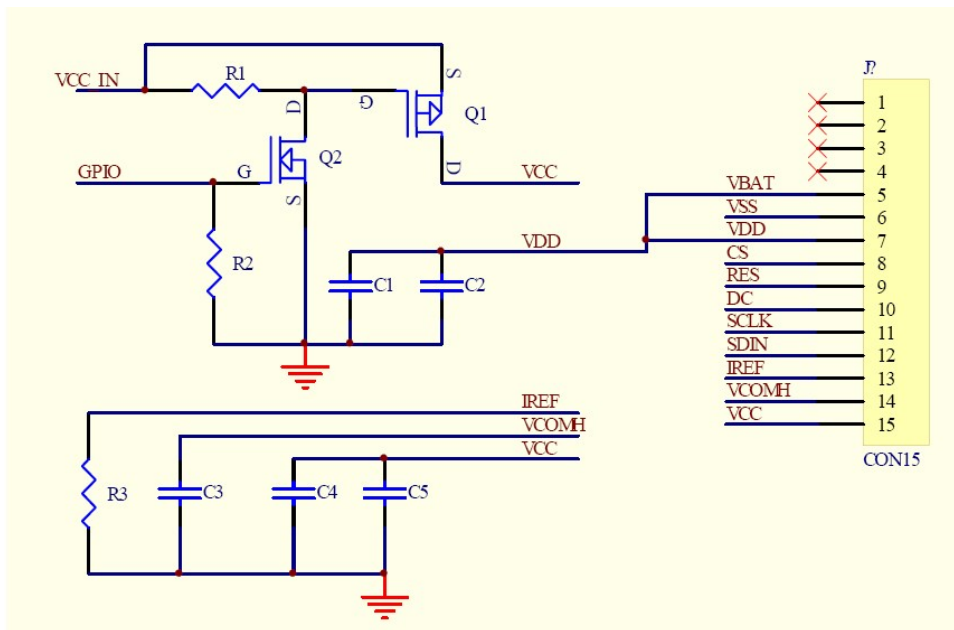 J?
R1
S
VCC_IN
1
D
G
Q1
2
Q2
3
GPIO
G
D
VCC
4
S
VBAT
5
VSS
6
VDD
VDD
7
R2
CS
8
C1
C2
RES
9
DC
10
SCLK
11
SDIN
12
IREF
13
IREF
VCOMH
14
VCOMH
VCC
15
VCC
CON15
R3
C3
C4
C5